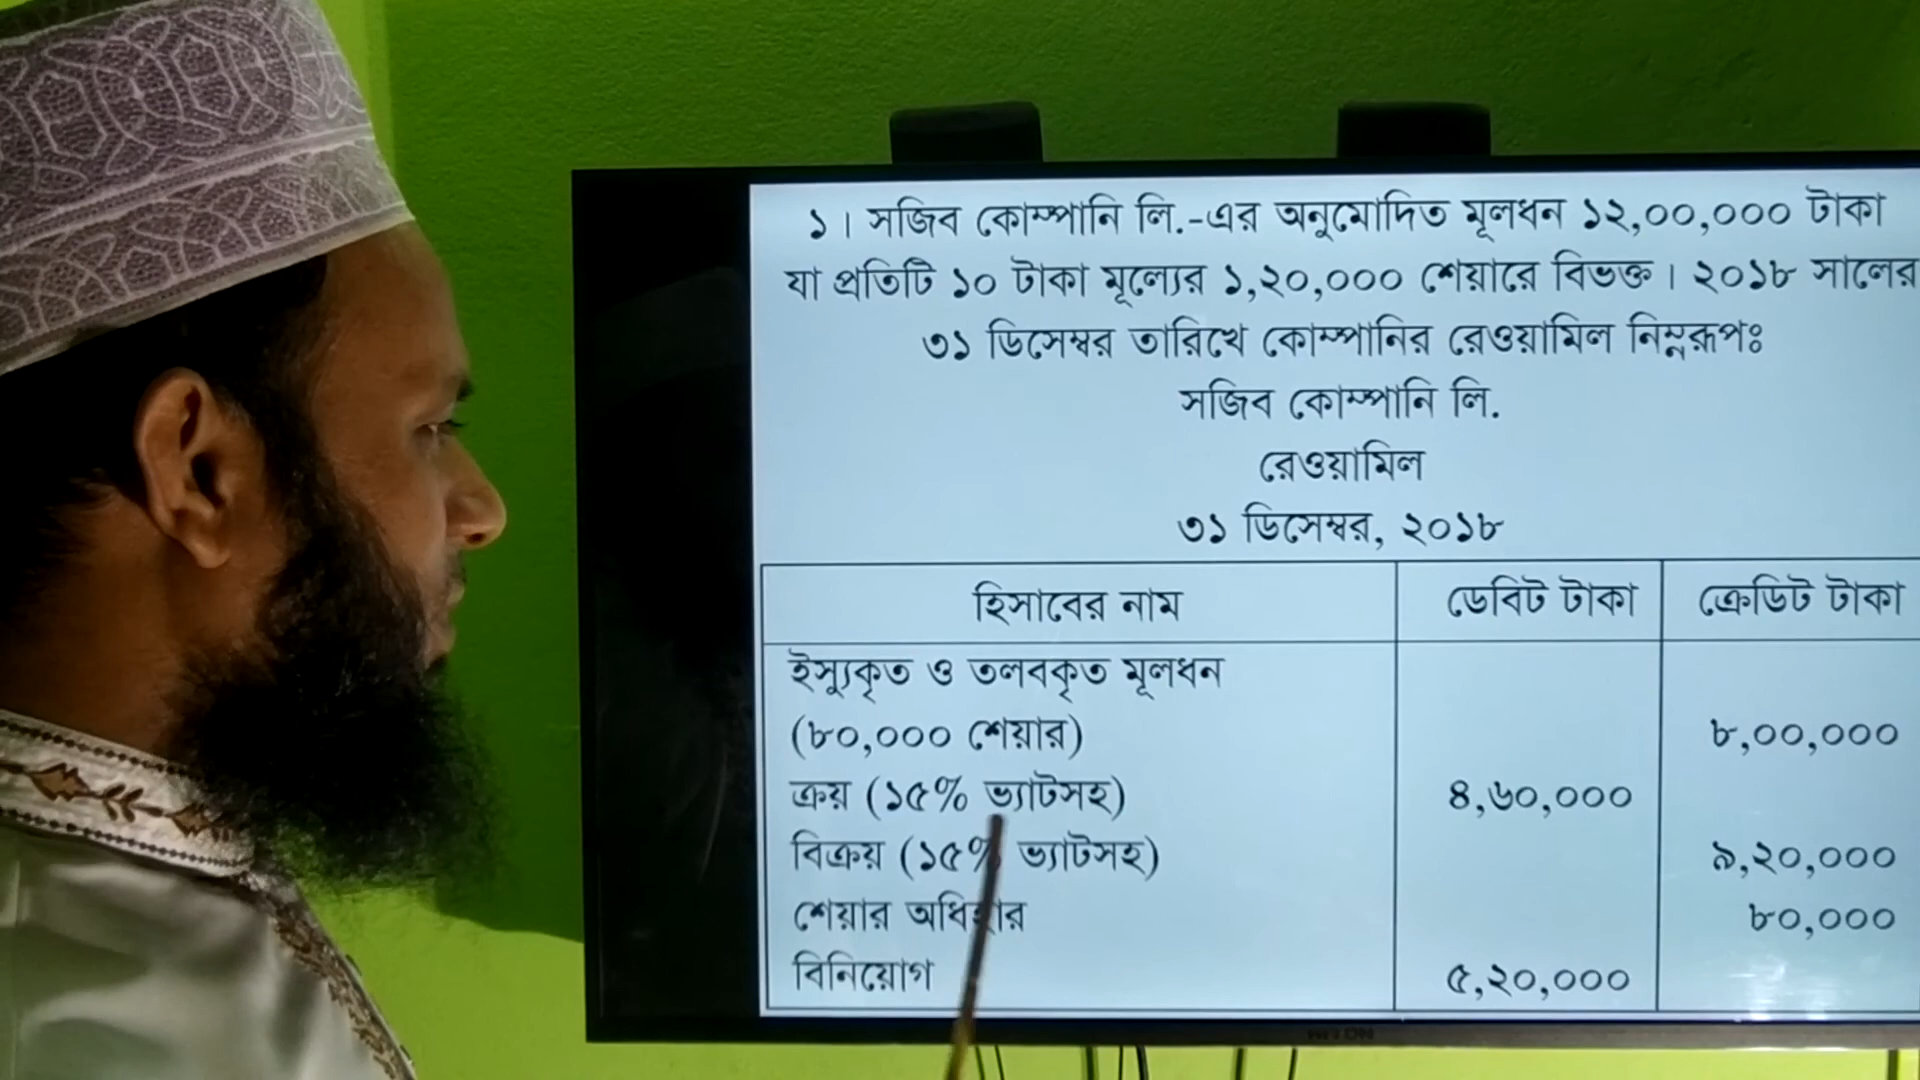 ১। সজিব কোম্পানি লি.-এর অনুমোদিত মূলধন ১২,০০,০০০ টাকা
যা প্রতিটি ১০ টাকা মূল্যের ১,২০,০০০ শেয়ারে বিভক্ত। ২০১৮ সালের
৩১ ডিসেম্বর তারিখে কোম্পানির রেওয়ামিল নিম্নরূপঃ
সজিব কোম্পানি লি.
রেওয়ামিল
৩১ ডিসেম্বর, ২০১৮
হিসাবের নাম ডেবিট টাকা ক্রেডিট টাকা
ইস্যুকৃত ও তলবকৃত মূলধন
(৮০,০০০ শেয়ার) ৮,০০,০০০
ক্রয় (১৫% ভ্যাটসহ) ৪,৬০,০০০
বিক্রয় (১৫% ভ্যাটসহ) ৯,২০,০০০
শেয়ার অধিহার ৮০,০০০
বিনিয়োগ ৫,২০,০০০